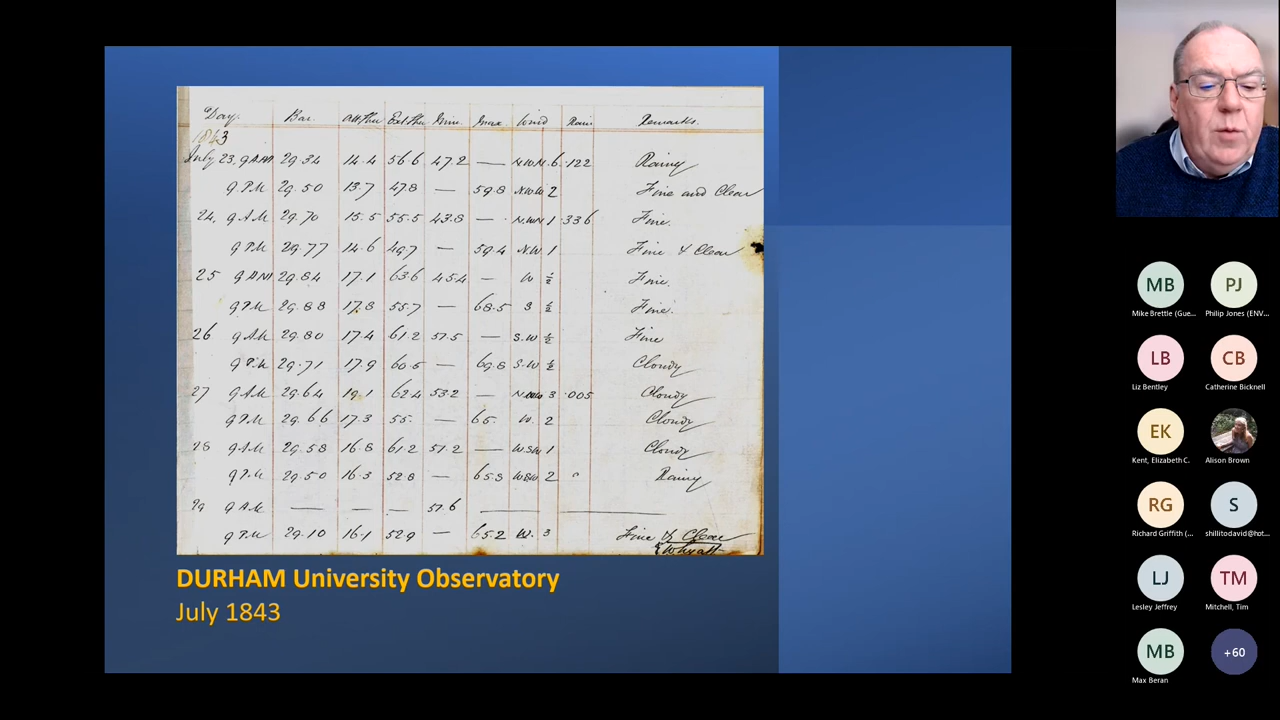 Day. Bar. Att Ther Ext Ther Min. Max Wind Rain Remarks.
1843
July 23, 9 A.M 29.34 14.4 56.6 47.2 — N.W.N .6 .122 Rainy
9 P.M 29.50 13.7 47.8 — 59.8 N.W.W 2 Fine and Clear
24, 9 A.M 29.70 15.5 55.5 43.8 — N.W.N 1 .336 Fine.
9 P.M 29.77 14.6 49.7 — 59.4 N.W. 1 Fine & Clear
25 9 A.M 29.84 17.1 63.6 45.4 — W ½ Fine.
9 P.M 29.88 17.8 55.7 — 68.5 S ½ Fine.
26 9 A.M 29.80 17.4 61.2 57.5 — S.W ½ Fine
9 P.M 29.71 17.9 60.5 — 69.8 S.W ½ Cloudy
27 9 A.M 29.64 19.1 62.4 53.2 — 3 .005 Cloudy
9 P.M 29.66 17.3 55. — 65. W. 2 Cloudy
28 9 A.M 29.58 16.8 61.2 57.2 — WSW 1 Cloudy
9 P.M 29.50 16.3 52.8 — 65.3 WSW 2 Rainy
29 9 A.M — — — 57.6 — —
9 P.M 29.10 16.1 52.9 — 65.2 W. 3 Fine & Clear
DURHAM University Observatory
July 1843
MB PJ
Mike Brettle (Gue... Philip Jones (ENV...
LB CB
Liz Bentley Catherine Bicknell
EK
Kent, Elizabeth C. Alison Brown
RG S
Richard Griffith (... shillitodavid@hot...
LJ TM
Lesley Jeffrey Mitchell, Tim
MB +60
Max Beran